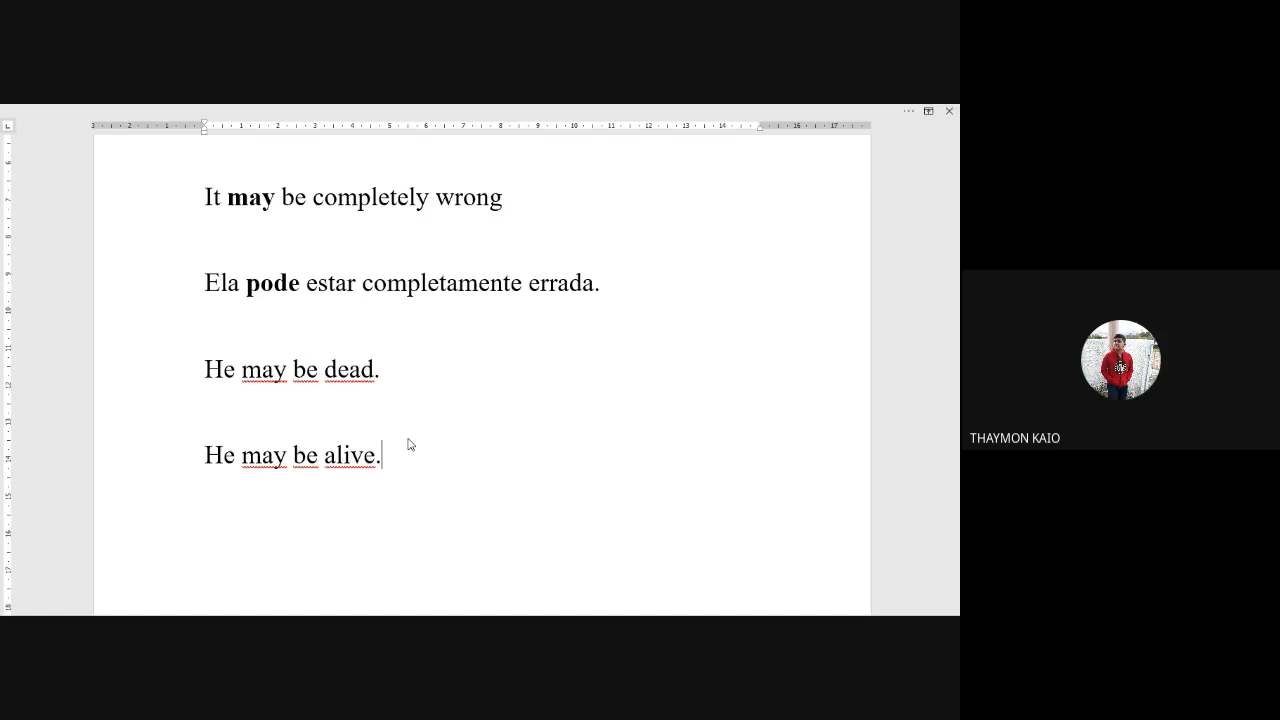 It may be completely wrong
Ela pode estar completamente errada.
He may be dead.
He may be alive.
THAYMON KAIO